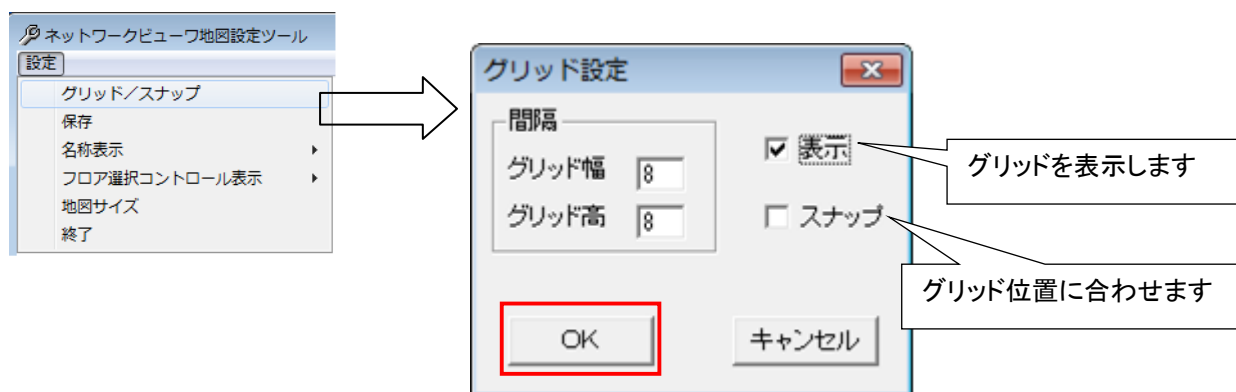 ネットワークビューワ地図設定ツール
設定
グリッド／スナップ
保存
名称表示
フロア選択コントロール表示
地図サイズ
終了
グリッド設定
間隔
グリッド幅 8
グリッド高 8
表示
スナップ
OK
キャンセル
グリッドを表示します
グリッド位置に合わせます